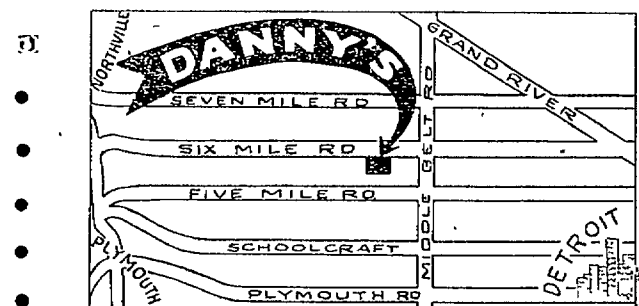 NORTHVILLE
DANNY'S
GRAND RIVER
SEVEN MILE RD
SIX MILE RD
MIDDLE BELT RD
FIVE MILE RD
SCHOOLCRAFT
DETROIT
PLYMOUTH
PLYMOUTH RD